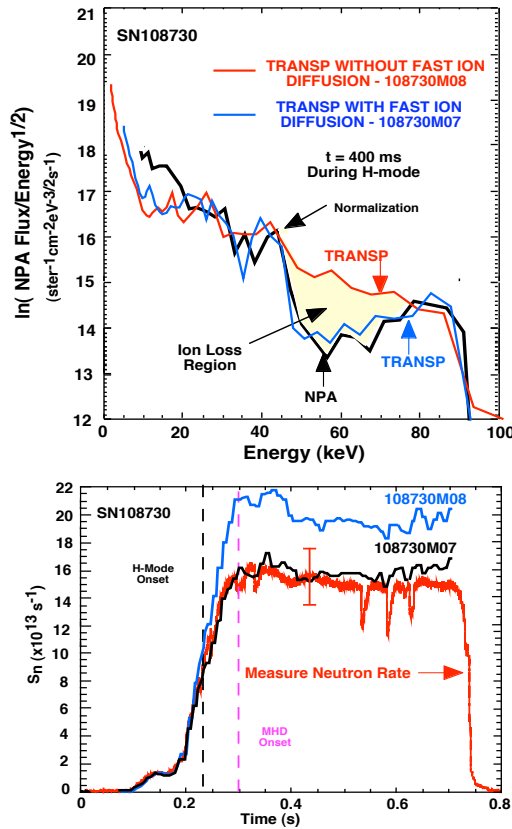 SN108730
TRANSP WITHOUT FAST ION
DIFFUSION - 108730M08
TRANSP WITH FAST ION
DIFFUSION - 108730M07
t = 400 ms
During H-mode
Normalization
TRANSP
Ion Loss
Region
NPA
TRANSP
ln( NPA Flux/Energy1/2)
(ster-1cm-2eV-3/2s-1)
21
20
19
18
17
16
15
14
13
12
0
20
40
60
80
100
Energy (keV)
SN108730
108730M08
H-Mode
Onset
108730M07
Measure Neutron Rate
MHD
Onset
Sn (x1013 s-1)
22
20
18
16
14
12
10
8
6
4
2
0
0.0
0.2
0.4
0.6
0.8
Time (s)